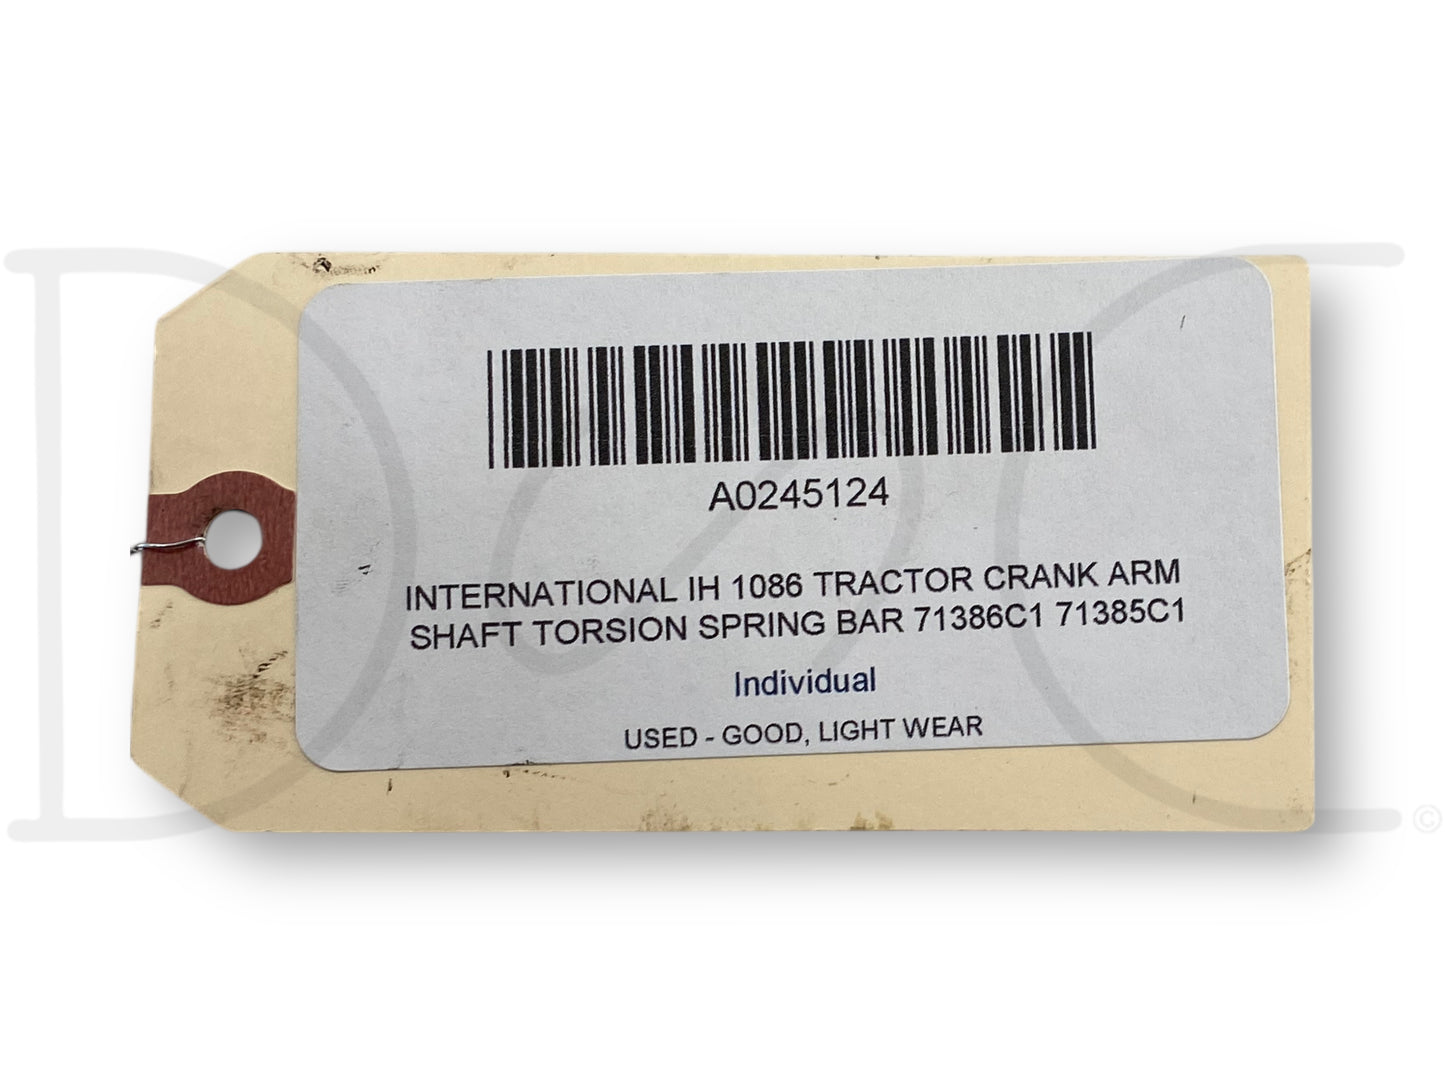 A0245124
INTERNATIONAL IH 1086 TRACTOR CRANK ARM
SHAFT TORSION SPRING BAR 71386C1 71385C1
Individual
USED - GOOD, LIGHT WEAR
©